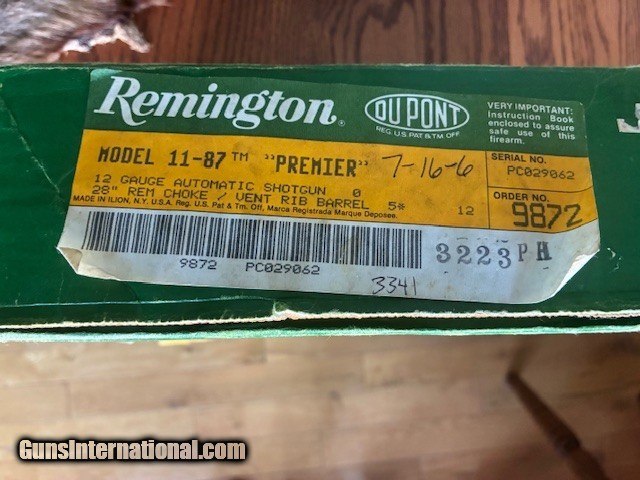 Remington®
DU PONT
REG. U.S. PAT & TM. OFF.
VERY IMPORTANT:
Instruction Book
enclosed to assure
safe use of this
firearm.
MODEL 11-87™ "PREMIER" 7-16-6
SERIAL NO.
PC029062
12 GAUGE AUTOMATIC SHOTGUN 0
28" REM CHOKE / VENT RIB BARREL 5* 12
ORDER NO.
9872
MADE IN ILION, N.Y. U.S.A. Reg. U.S. Pat. & Tm. Off., Marca Registrada Marque Deposee.
3223 PH
9872 PC029062
3341
GunsInternational.com